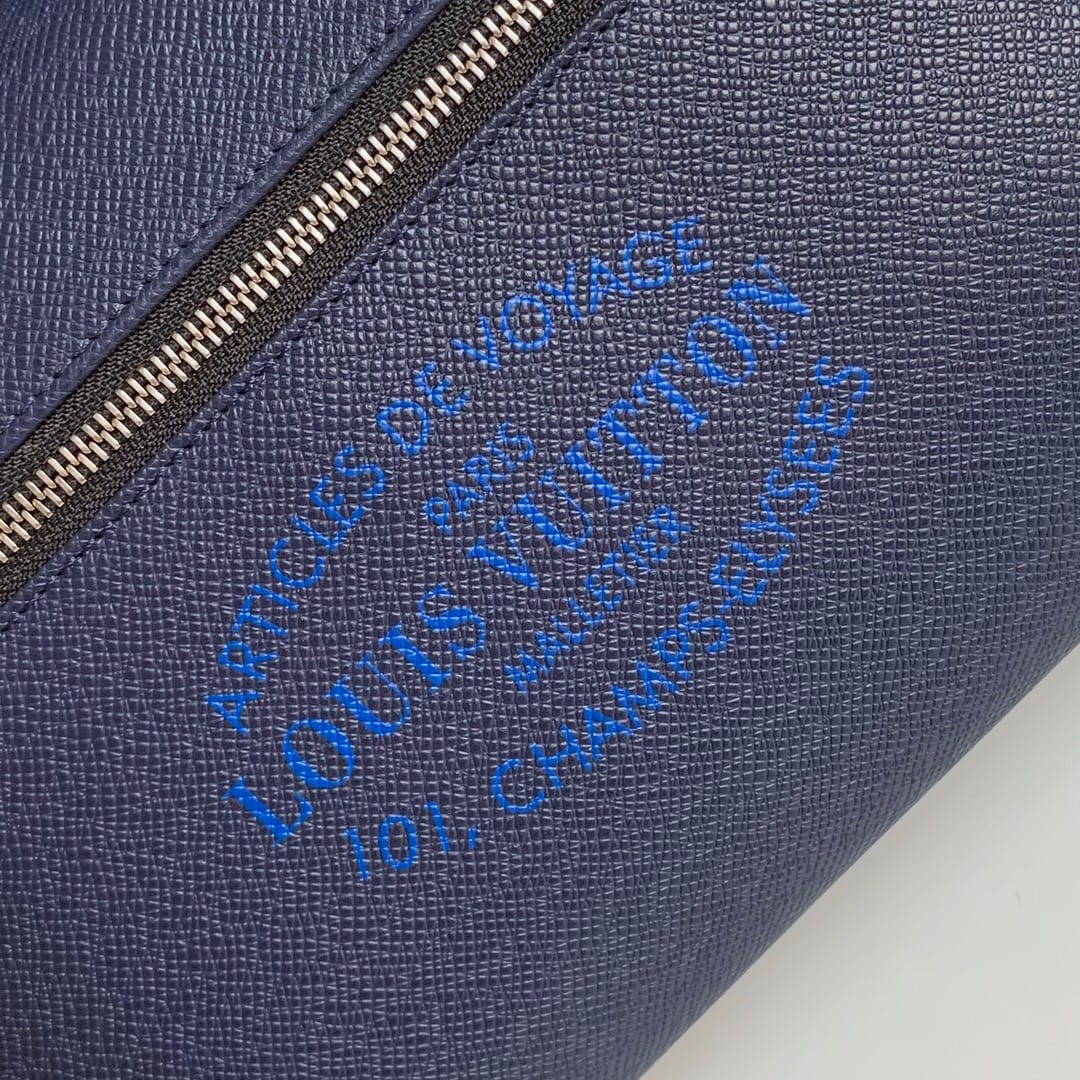 ARTICLES DE VOYAGE
PARIS
LOUIS VUITTON
MALLETIER
101, CHAMPS-ELYSEES